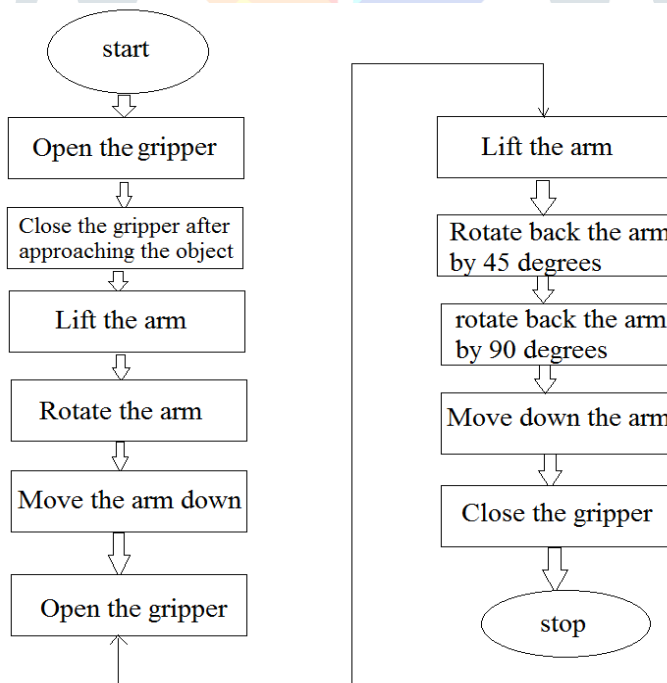 start
Open the gripper
Close the gripper after
approaching the object
Lift the arm
Rotate the arm
Move the arm down
Open the gripper
Lift the arm
Rotate back the arm
by 45 degrees
rotate back the arm
by 90 degrees
Move down the arm
Close the gripper
stop